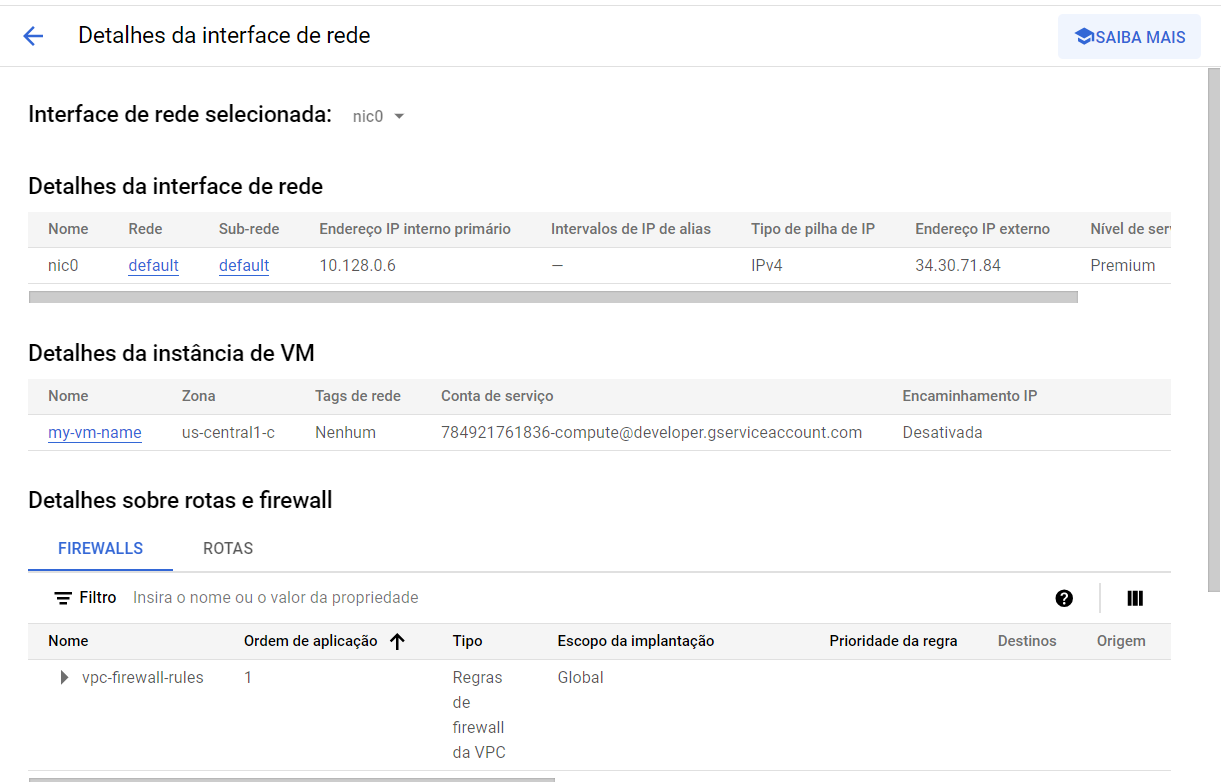 Detalhes da interface de rede
SAIBA MAIS
Interface de rede selecionada: nic0
Detalhes da interface de rede
Nome Rede Sub-rede Endereço IP interno primário Intervalos de IP de alias Tipo de pilha de IP Endereço IP externo Nível de ser
nic0 default default 10.128.0.6 — IPv4 34.30.71.84 Premium
Detalhes da instância de VM
Nome Zona Tags de rede Conta de serviço Encaminhamento IP
my-vm-name us-central1-c Nenhum 784921761836-compute@developer.gserviceaccount.com Desativada
Detalhes sobre rotas e firewall
FIREWALLS ROTAS
Filtro Insira o nome ou o valor da propriedade
Nome Ordem de aplicação Tipo Escopo da implantação Prioridade da regra Destinos Origem
vpc-firewall-rules 1 Regras Global
de
firewall
da VPC